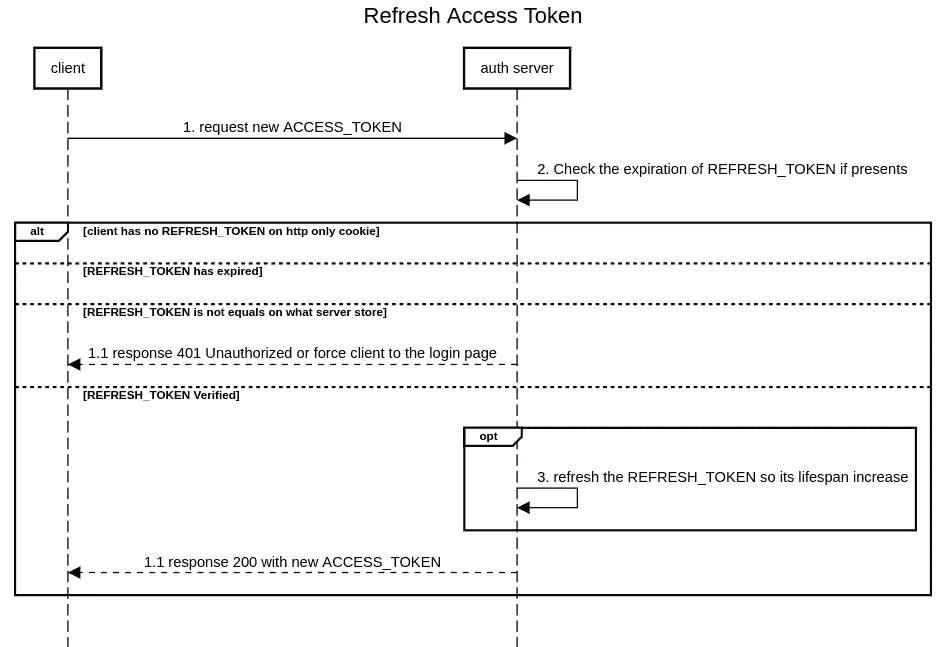 Refresh Access Token
client
auth server
1. request new ACCESS_TOKEN
2. Check the expiration of REFRESH_TOKEN if presents
alt
[client has no REFRESH_TOKEN on http only cookie]
[REFRESH_TOKEN has expired]
[REFRESH_TOKEN is not equals on what server store]
1.1 response 401 Unauthorized or force client to the login page
[REFRESH_TOKEN Verified]
opt
3. refresh the REFRESH_TOKEN so its lifespan increase
1.1 response 200 with new ACCESS_TOKEN